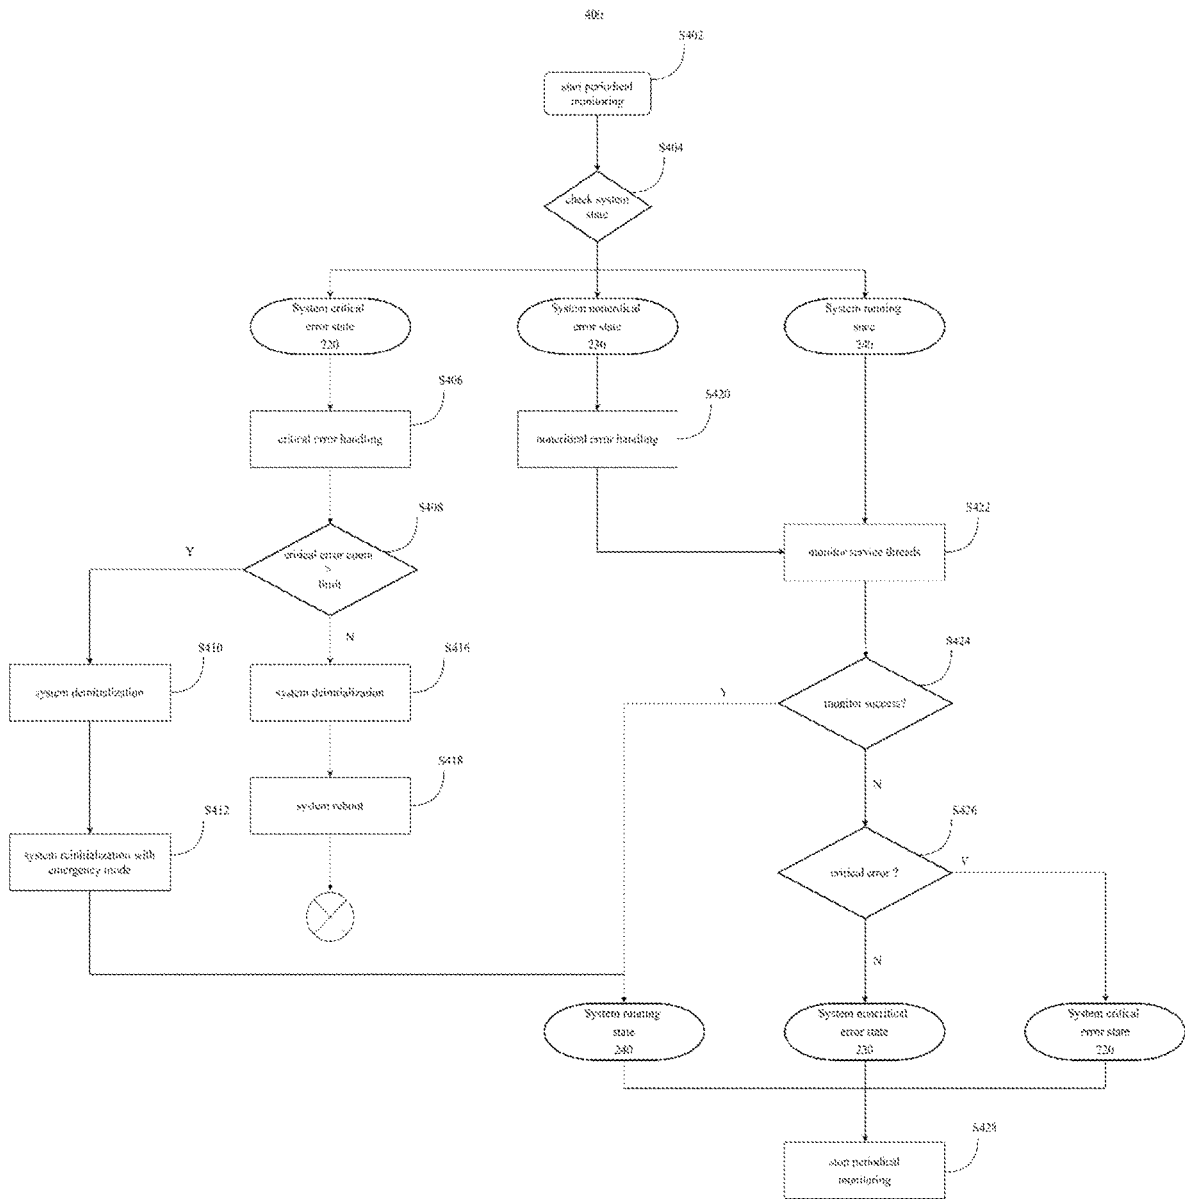 400
S402
start periodical
monitoring
S404
check system
state
System critical
error state
220
System noncritical
error state
230
System running
state
240
S406
critical error handling
S420
noncritical error handling
S408
critical error count
>
limit
Y
N
S422
monitor service threads
S410
system deinitialization
S416
system deinitialization
S424
monitor success?
Y
N
S418
system reboot
S412
system reinitialization with
emergency mode
S426
critical error ?
Y
N
System running
state
240
System noncritical
error state
230
System critical
error state
220
S428
stop periodical
monitoring